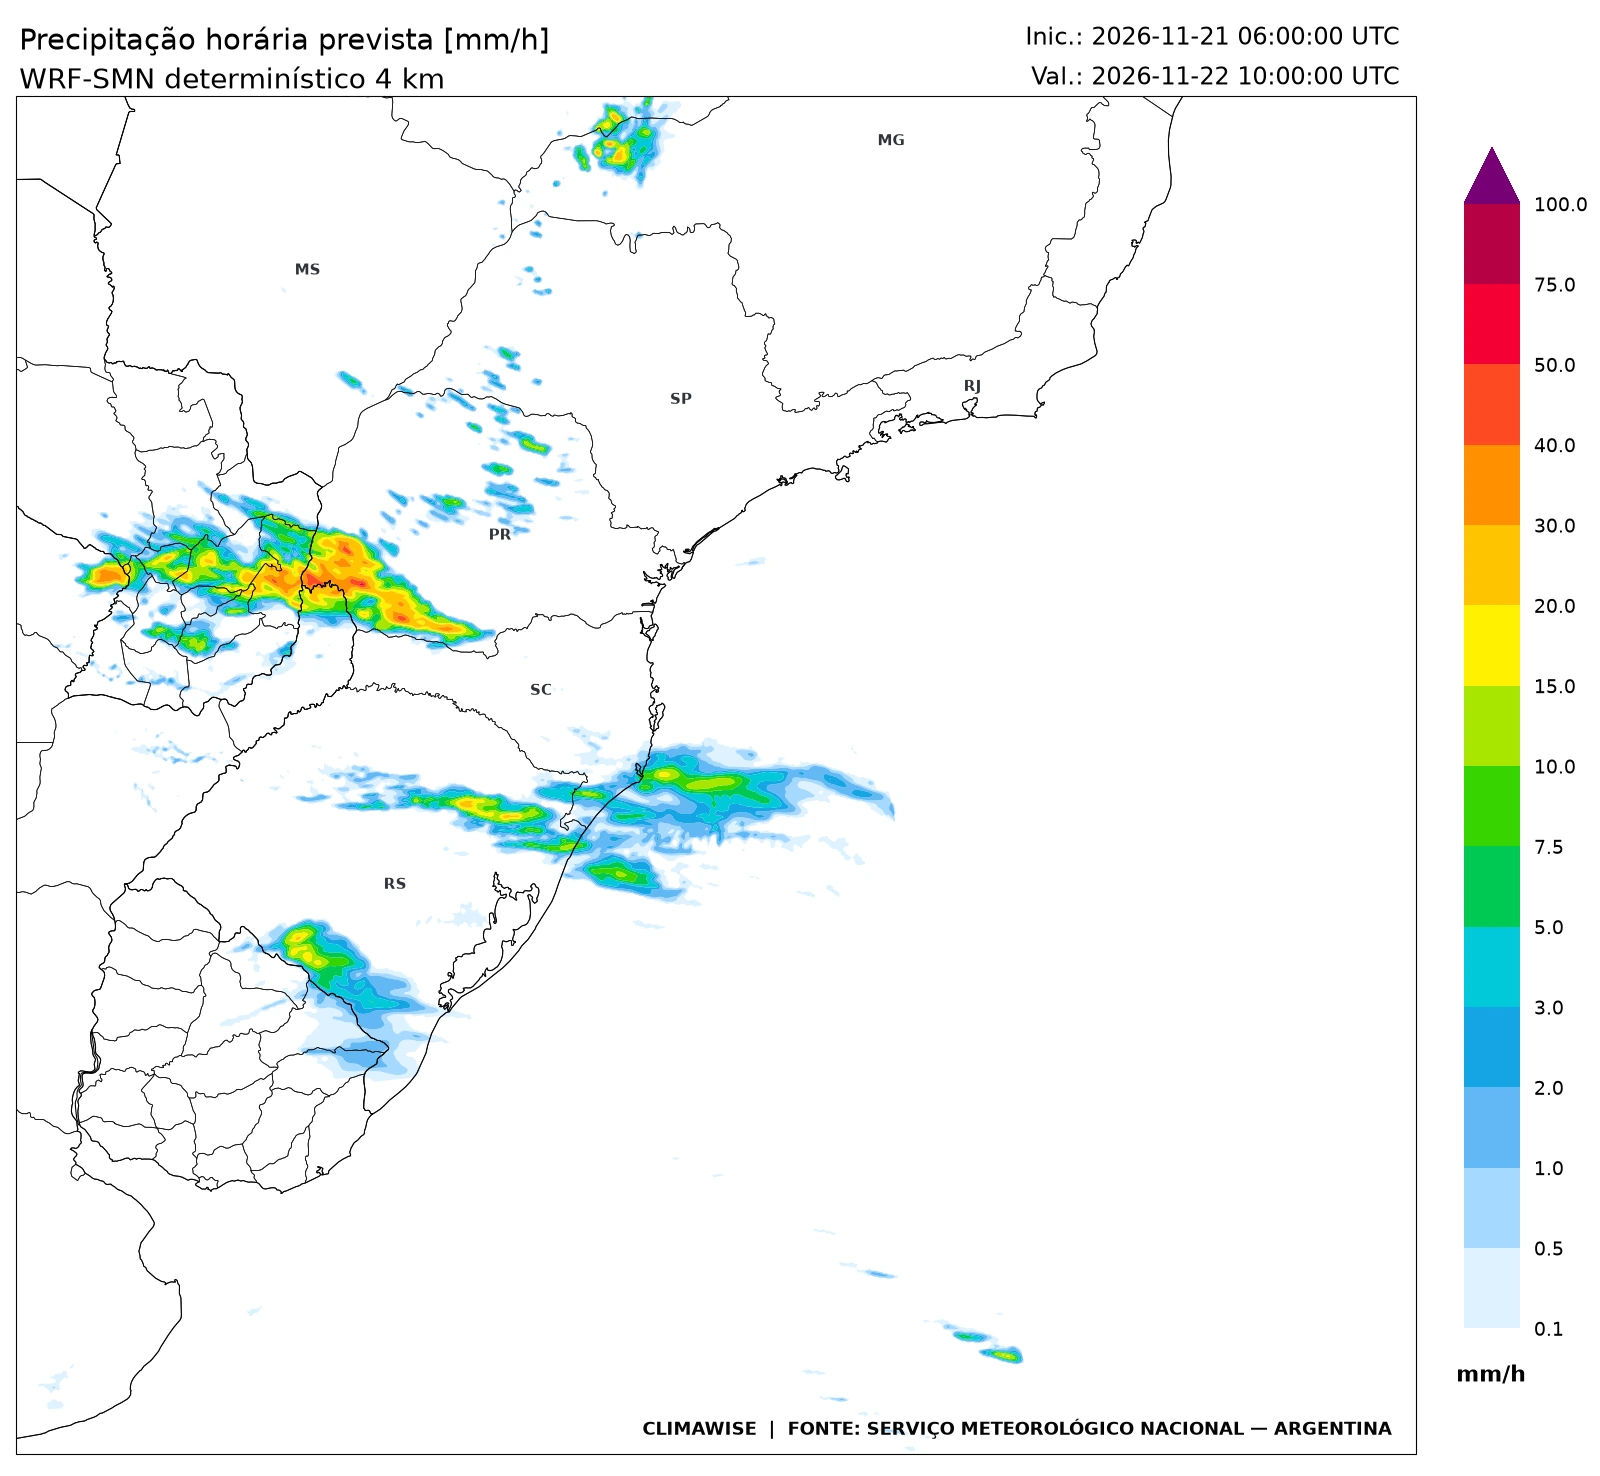 Precipitação horária prevista [mm/h]
WRF-SMN determinístico 4 km
Inic.: 2026-11-21 06:00:00 UTC
Val.: 2026-11-22 10:00:00 UTC
MG
MS
SP
RJ
PR
SC
RS
100.0
75.0
50.0
40.0
30.0
20.0
15.0
10.0
7.5
5.0
3.0
2.0
1.0
0.5
0.1
mm/h
CLIMAWISE | FONTE: SERVIÇO METEOROLÓGICO NACIONAL — ARGENTINA